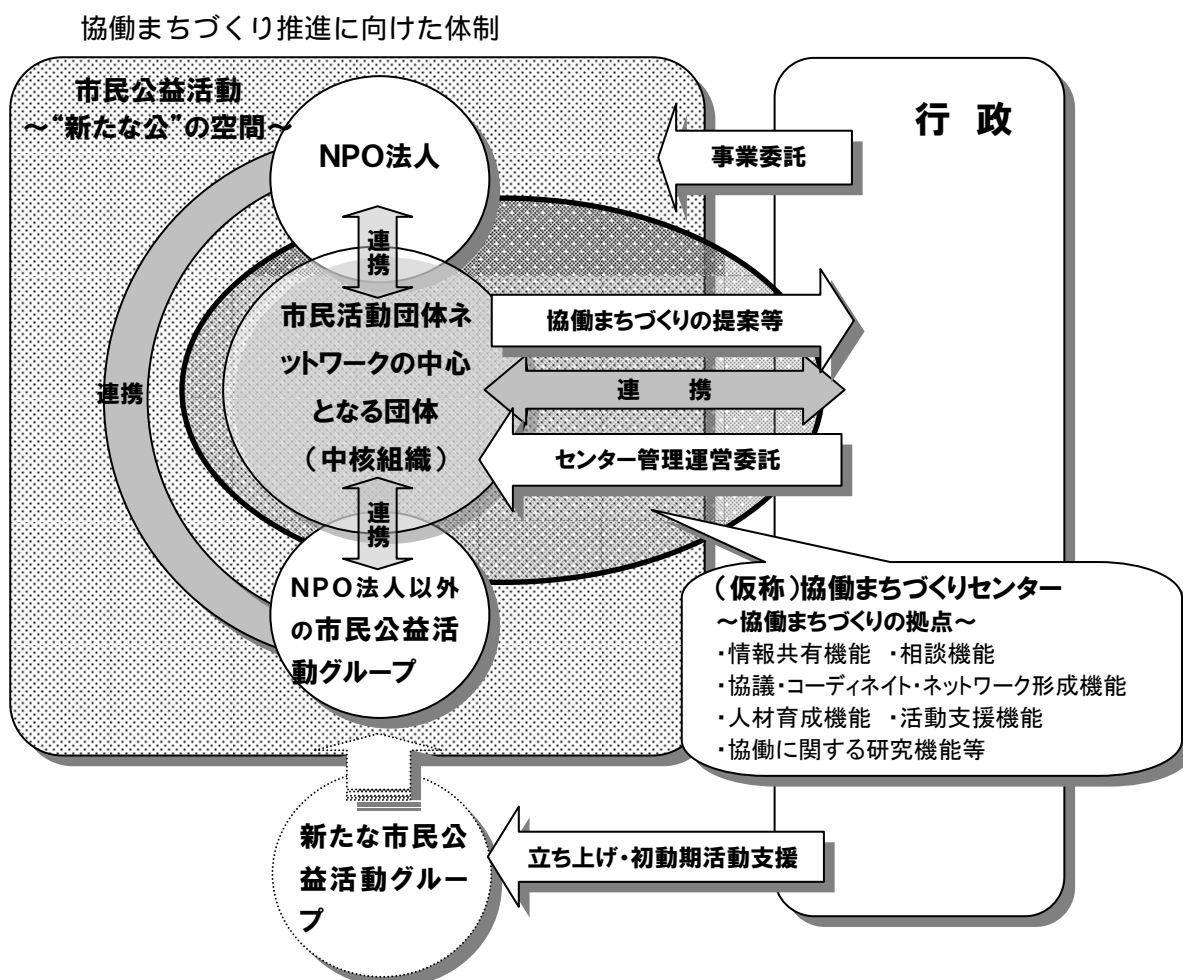 協働まちづくり推進に向けた体制
市民公益活動
~“新たな公”の空間~
行 政
NPO法人
事業委託
連携
市民活動団体ネ
ットワークの中心
となる団体
(中核組織)
協働まちづくりの提案等
連 携
センター管理運営委託
連携
連携
NPO法人以外
の市民公益活
動グループ
(仮称)協働まちづくりセンター
~協働まちづくりの拠点~
・情報共有機能 ・相談機能
・協議・コーディネイト・ネットワーク形成機能
・人材育成機能 ・活動支援機能
・協働に関する研究機能等
新たな市民公
益活動グルー
プ
立ち上げ・初動期活動支援